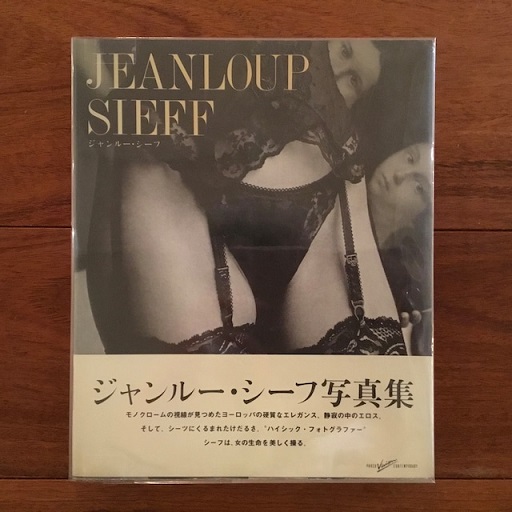 JEANLOUP
SIEFF
ジャンルー・シーフ
ジャンルー・シーフ写真集
モノクロームの視線が見つめたヨーロッパの硬質なエレガンス。静寂の中のエロス。
そして、シーツにくるまれたけだるさ。"ハイシック・フォトグラファー"
シーフは、女の生命を美しく撮る。